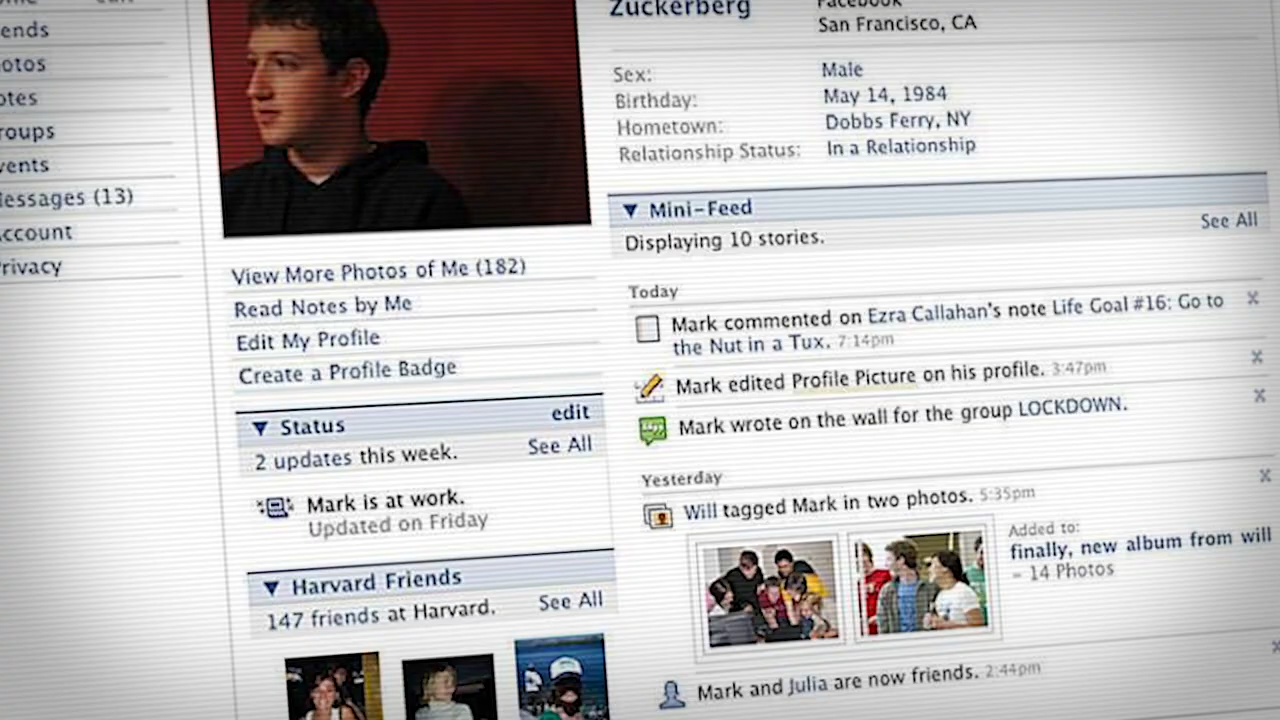 edit
ends
otos
otes
roups
vents
essages (13)
ccount
rivacy
View More Photos of Me (182)
Read Notes by Me
Edit My Profile
Create a Profile Badge
Status
edit
2 updates this week.
See All
Mark is at work.
Updated on Friday
Harvard Friends
147 friends at Harvard.
See All
Zuckerberg
Facebook
San Francisco, CA
Sex: Male
Birthday: May 14, 1984
Hometown: Dobbs Ferry, NY
Relationship Status: In a Relationship
Mini-Feed
Displaying 10 stories.
See All
Today
Mark commented on Ezra Callahan's note Life Goal #16: Go to
the Nut in a Tux. 7:14pm
Mark edited Profile Picture on his profile. 3:47pm
Mark wrote on the wall for the group LOCKDOWN.
Yesterday
Will tagged Mark in two photos. 5:35pm
Added to:
finally, new album from will
- 14 Photos
Mark and Julia are now friends. 2:44pm